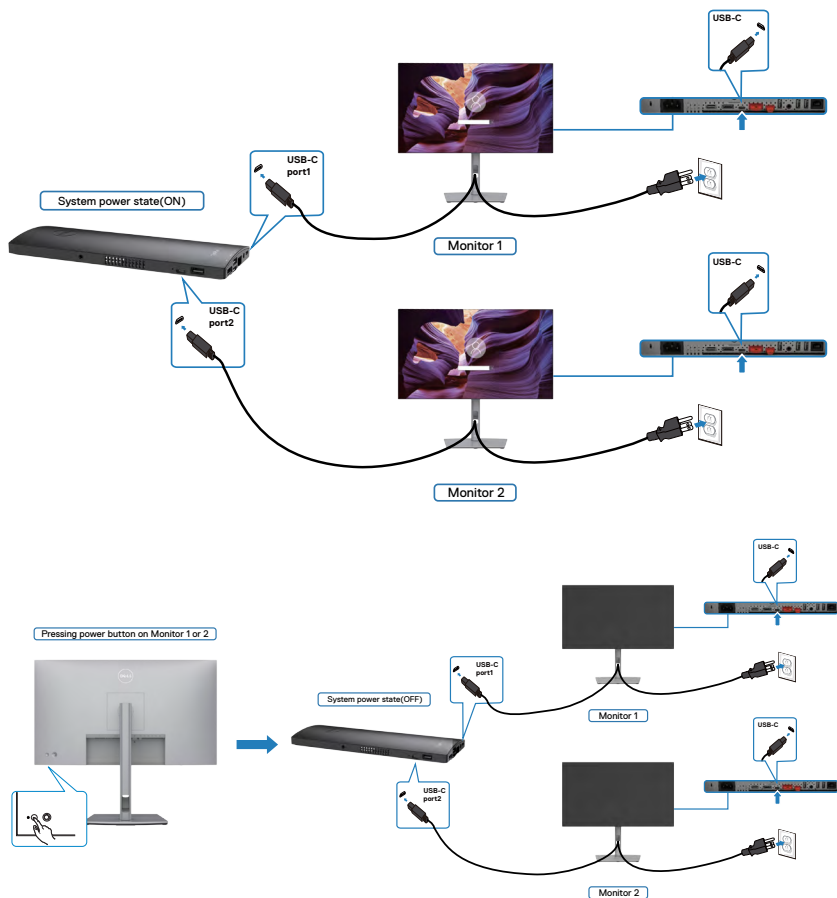 USB-C
USB-C
port1
System power state(ON)
Monitor 1
USB-C
USB-C
port2
Monitor 2
Pressing power button on Monitor 1 or 2
DELL
USB-C
USB-C
port1
System power state(OFF)
Monitor 1
USB-C
USB-C
port2
Monitor 2